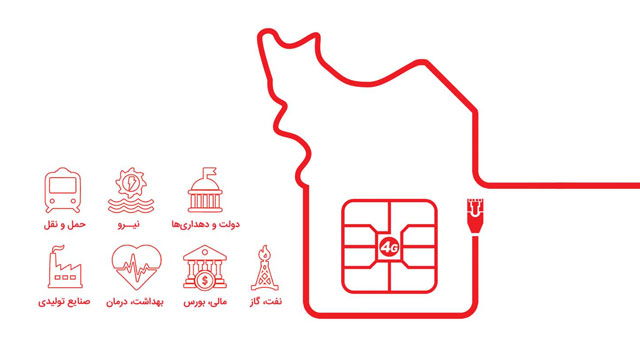 دولت و دهداری‌ها
نیـــرو
حمل و نقل
نفت، گاز
مالی، بورس
بهداشت، درمان
صنایع تولیدی
4G
$